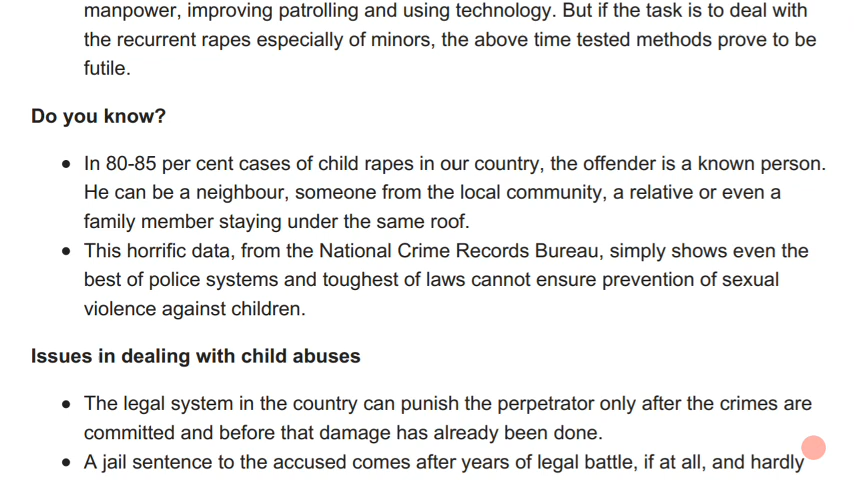 manpower, improving patrolling and using technology. But if the task is to deal with
the recurrent rapes especially of minors, the above time tested methods prove to be
futile.
Do you know?
● In 80-85 per cent cases of child rapes in our country, the offender is a known person.
He can be a neighbour, someone from the local community, a relative or even a
family member staying under the same roof.
● This horrific data, from the National Crime Records Bureau, simply shows even the
best of police systems and toughest of laws cannot ensure prevention of sexual
violence against children.
Issues in dealing with child abuses
● The legal system in the country can punish the perpetrator only after the crimes are
committed and before that damage has already been done.
● A jail sentence to the accused comes after years of legal battle, if at all, and hardly